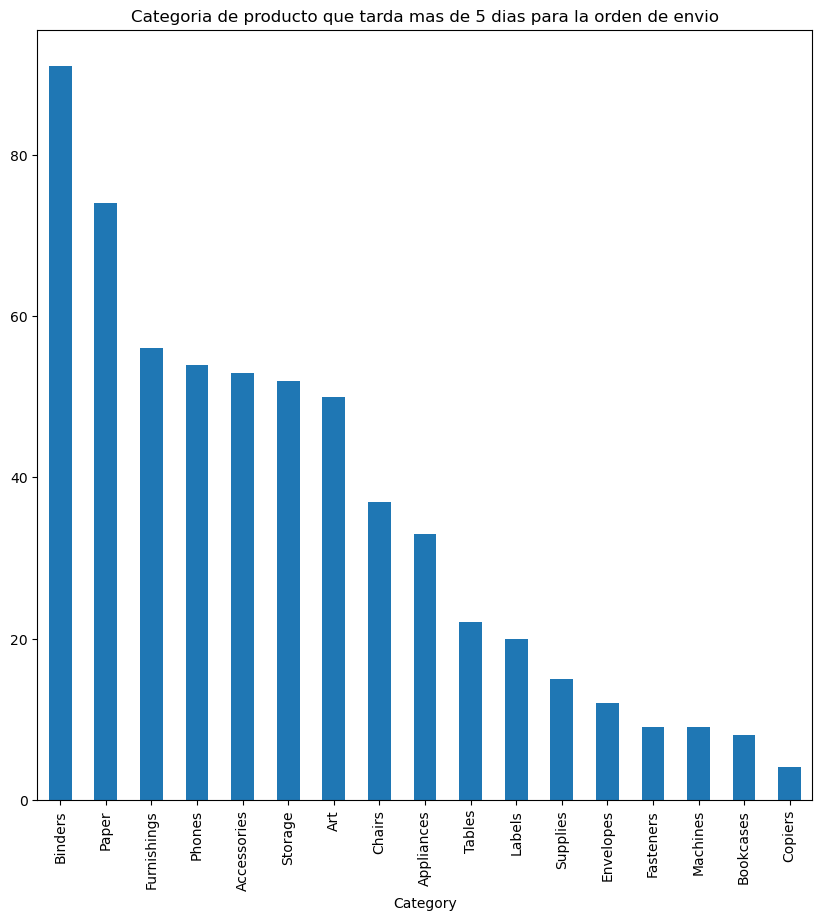 Categoria de producto que tarda mas de 5 dias para la orden de envio
80
60
40
20
0
Binders
Paper
Furnishings
Phones
Accessories
Storage
Art
Chairs
Appliances
Tables
Labels
Supplies
Envelopes
Fasteners
Machines
Bookcases
Copiers
Category